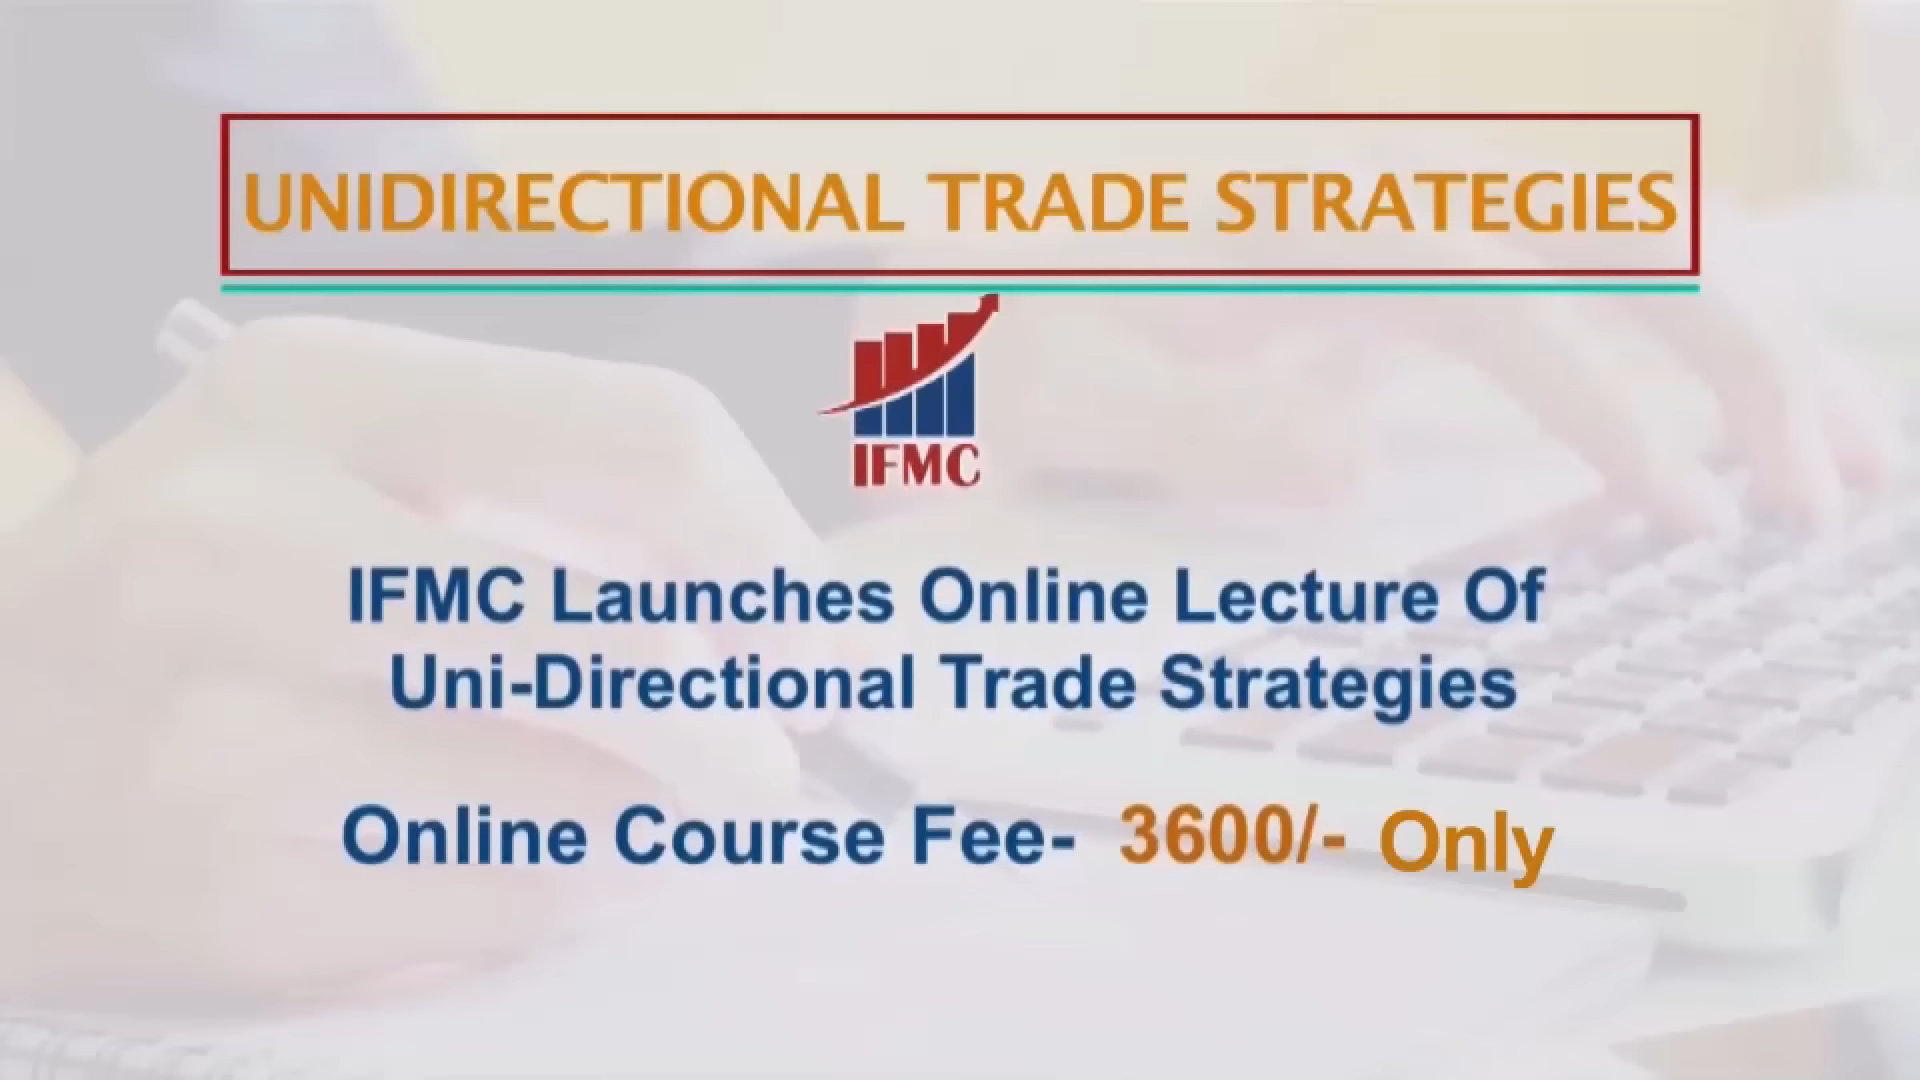 UNIDIRECTIONAL TRADE STRATEGIES
IFMC
IFMC Launches Online Lecture Of
Uni-Directional Trade Strategies
Online Course Fee- 3600/- Only